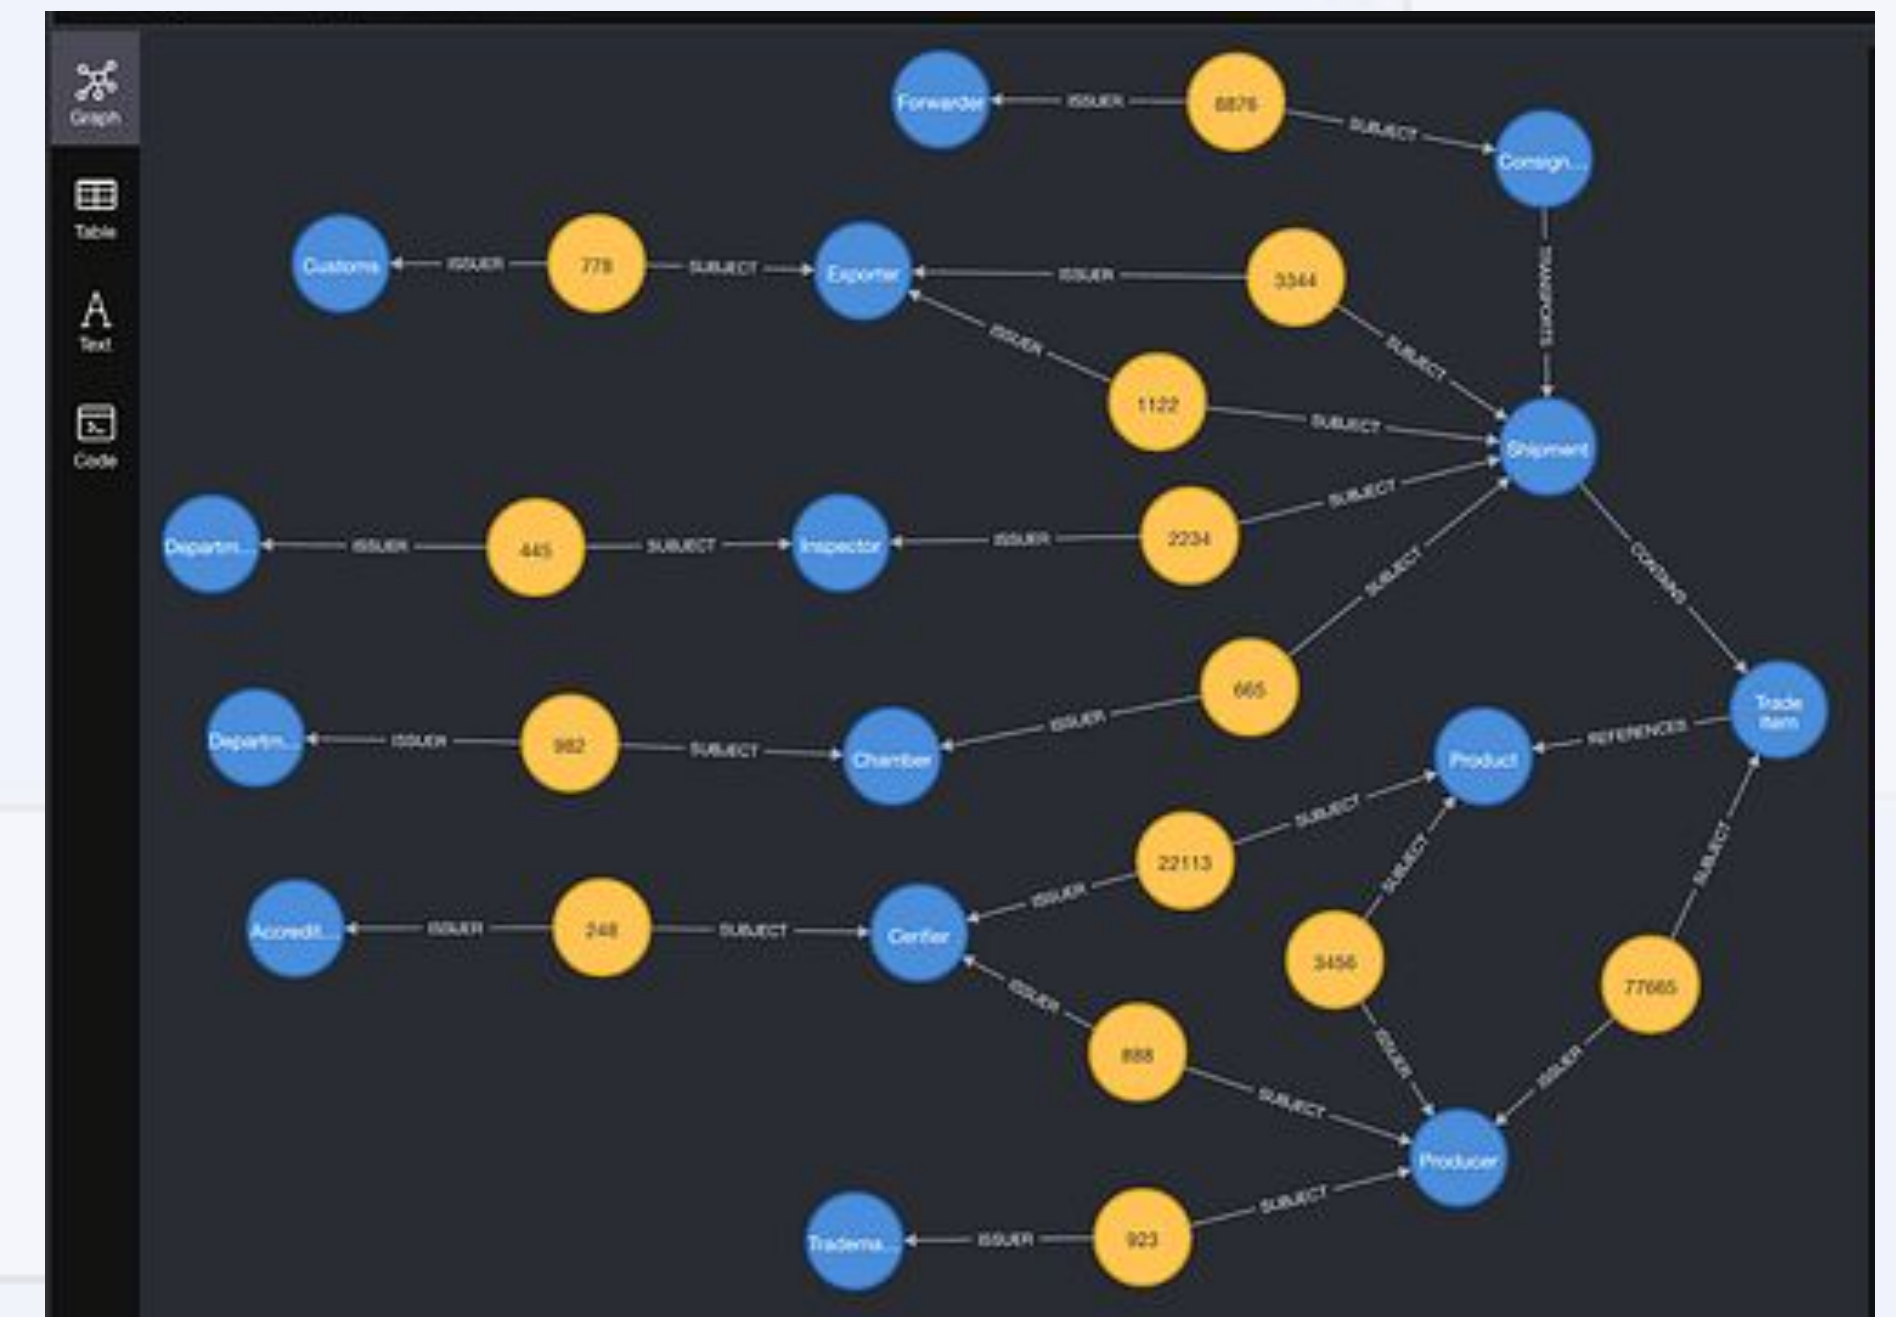 Graph
Table
Text
Code
Forwarder
ISSUER
8876
SUBJECT
Consign...
TRANSPORTS
Customs
ISSUER
778
SUBJECT
Exporter
ISSUER
3344
SUBJECT
ISSUER
1122
SUBJECT
Shipment
Departm...
ISSUER
445
SUBJECT
Inspector
ISSUER
2234
SUBJECT
SUBJECT
CONTAINS
665
ISSUER
Departm...
ISSUER
982
SUBJECT
Chamber
Product
REFERENCES
Trade
Item
22113
SUBJECT
ISSUER
SUBJECT
SUBJECT
Accredit...
ISSUER
248
SUBJECT
Cerifier
3456
77665
ISSUER
888
SUBJECT
ISSUER
ISSUER
Producer
Tradema...
ISSUER
923
SUBJECT